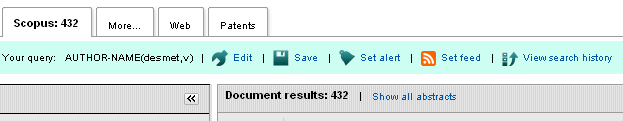 Scopus: 432 More... Web Patents
Your query: AUTHOR-NAME(desmet,v) | Edit | Save | Set alert | Set feed | View search history
Document results: 432 | Show all abstracts